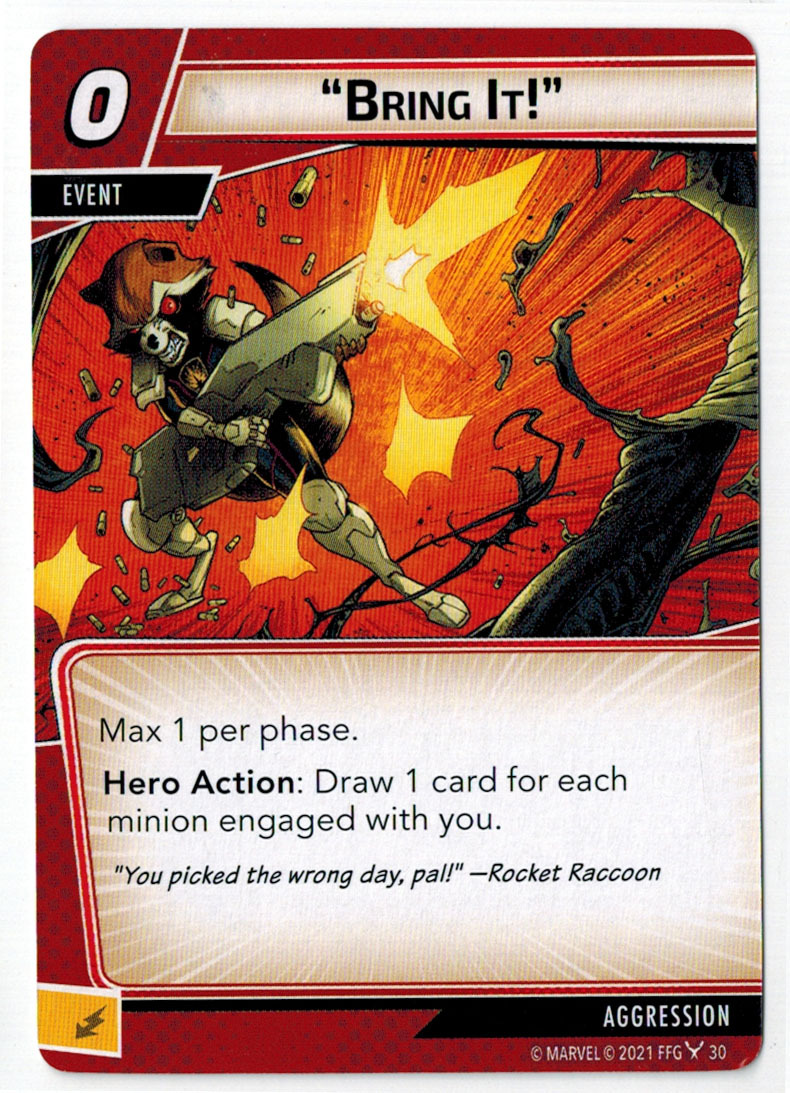 0
“BRING IT!”
EVENT
Max 1 per phase.
Hero Action: Draw 1 card for each
minion engaged with you.
"You picked the wrong day, pal!" —Rocket Raccoon
AGGRESSION
© MARVEL © 2021 FFG 30